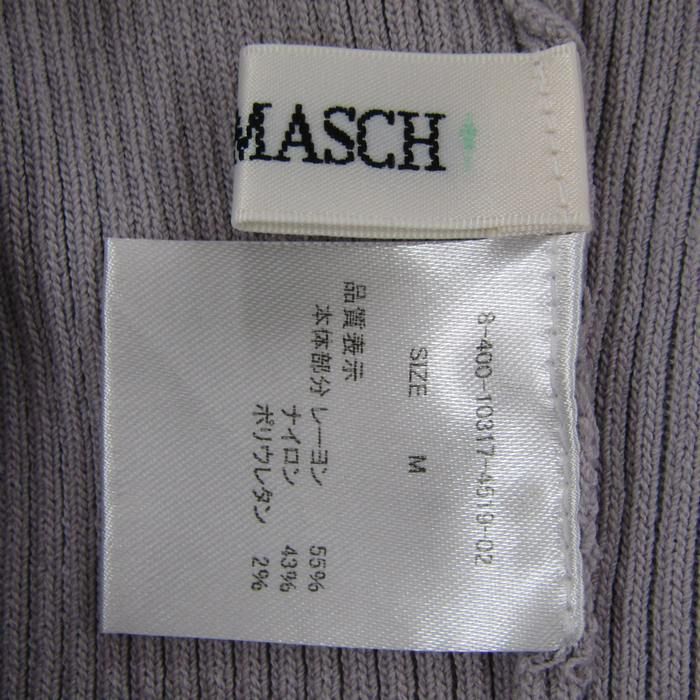 MASCH
8-400-10317-4519-02
SIZE M
品質表示
本体部分 レーヨン 55%
ナイロン 43%
ポリウレタン 2%